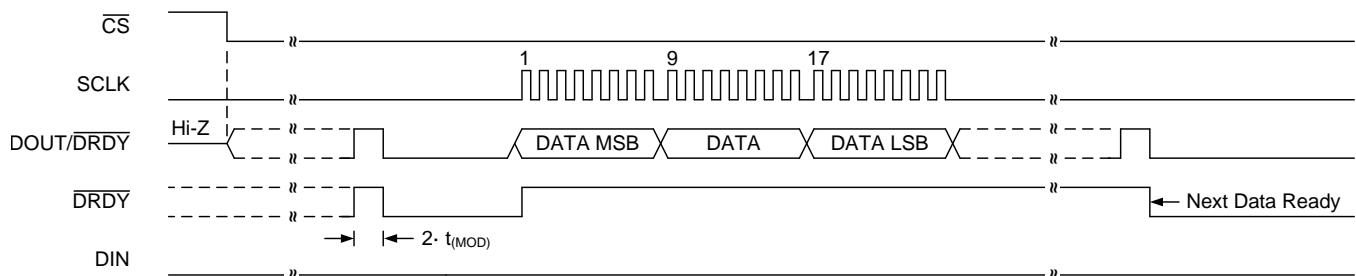 CS
SCLK
1 9 17
Hi-Z
DOUT/DRDY
DATA MSB DATA DATA LSB
DRDY
Next Data Ready
2· t(MOD)
DIN